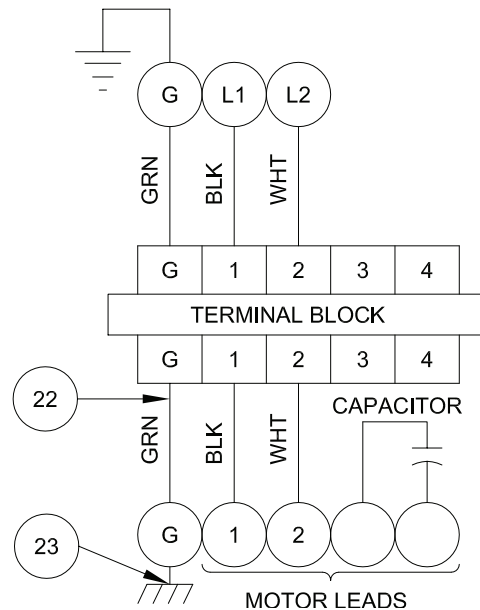 G L1 L2
GRN BLK WHT
G 1 2 3 4
TERMINAL BLOCK
G 1 2 3 4
22
CAPACITOR
GRN BLK WHT
G 1 2
23
MOTOR LEADS